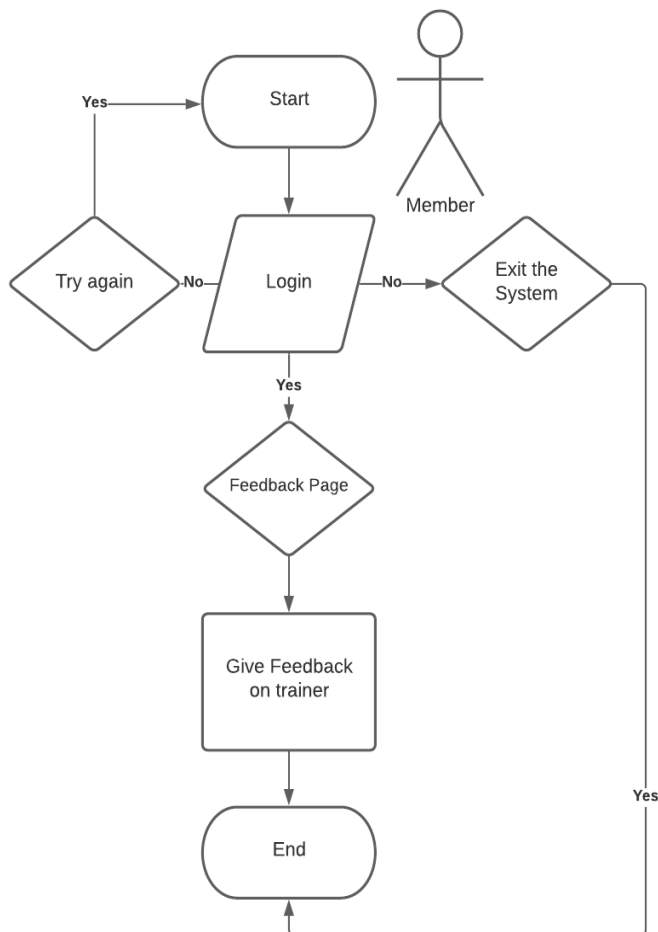 Yes
Start
Member
Try again
No
Login
No
Exit the
System
Yes
Feedback Page
Give Feedback
on trainer
Yes
End